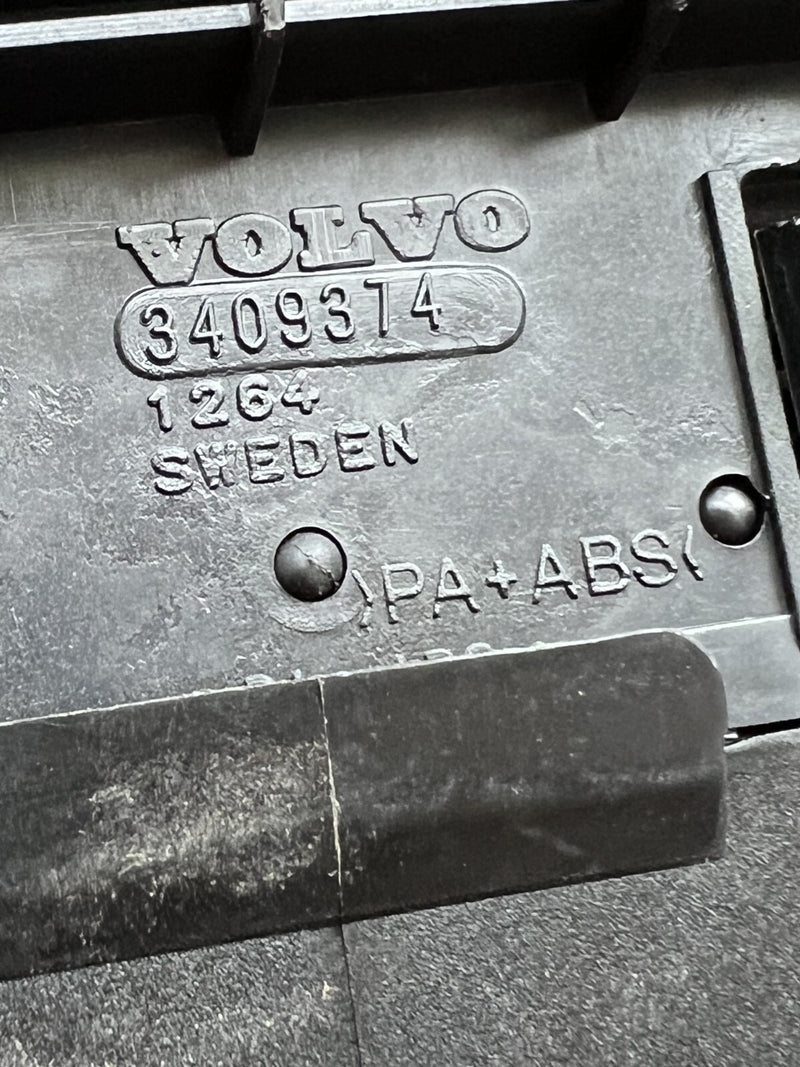 VOLVO
3409374
1264
SWEDEN
⟩PA+ABS⟨